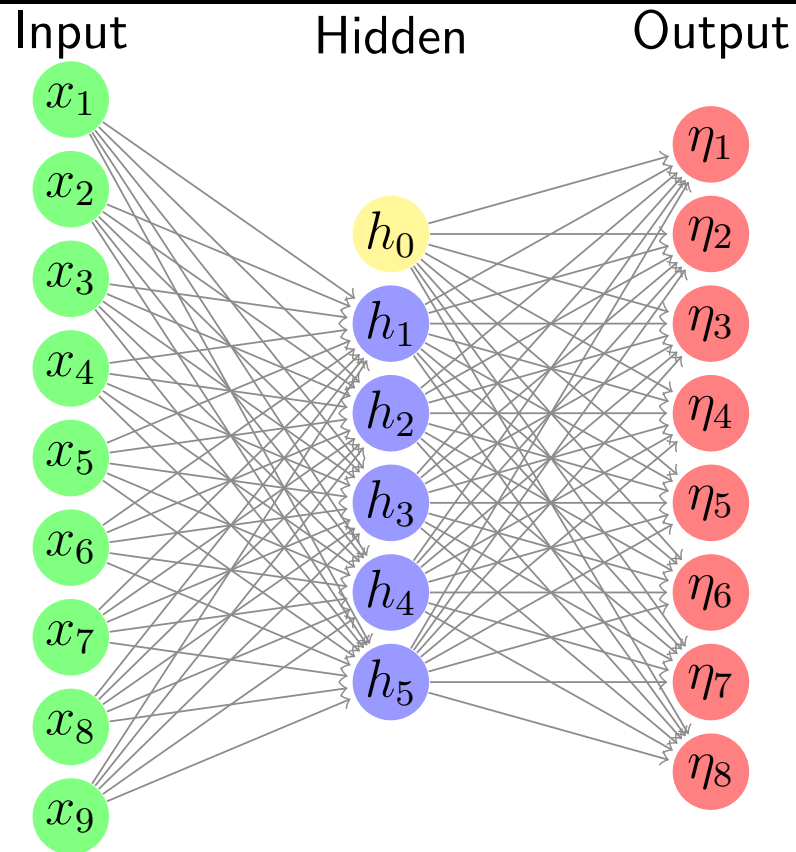 Input
Hidden
Output
x₁
x₂
x₃
x₄
x₅
x₆
x₇
x₈
x₉
h₀
h₁
h₂
h₃
h₄
h₅
η₁
η₂
η₃
η₄
η₅
η₆
η₇
η₈